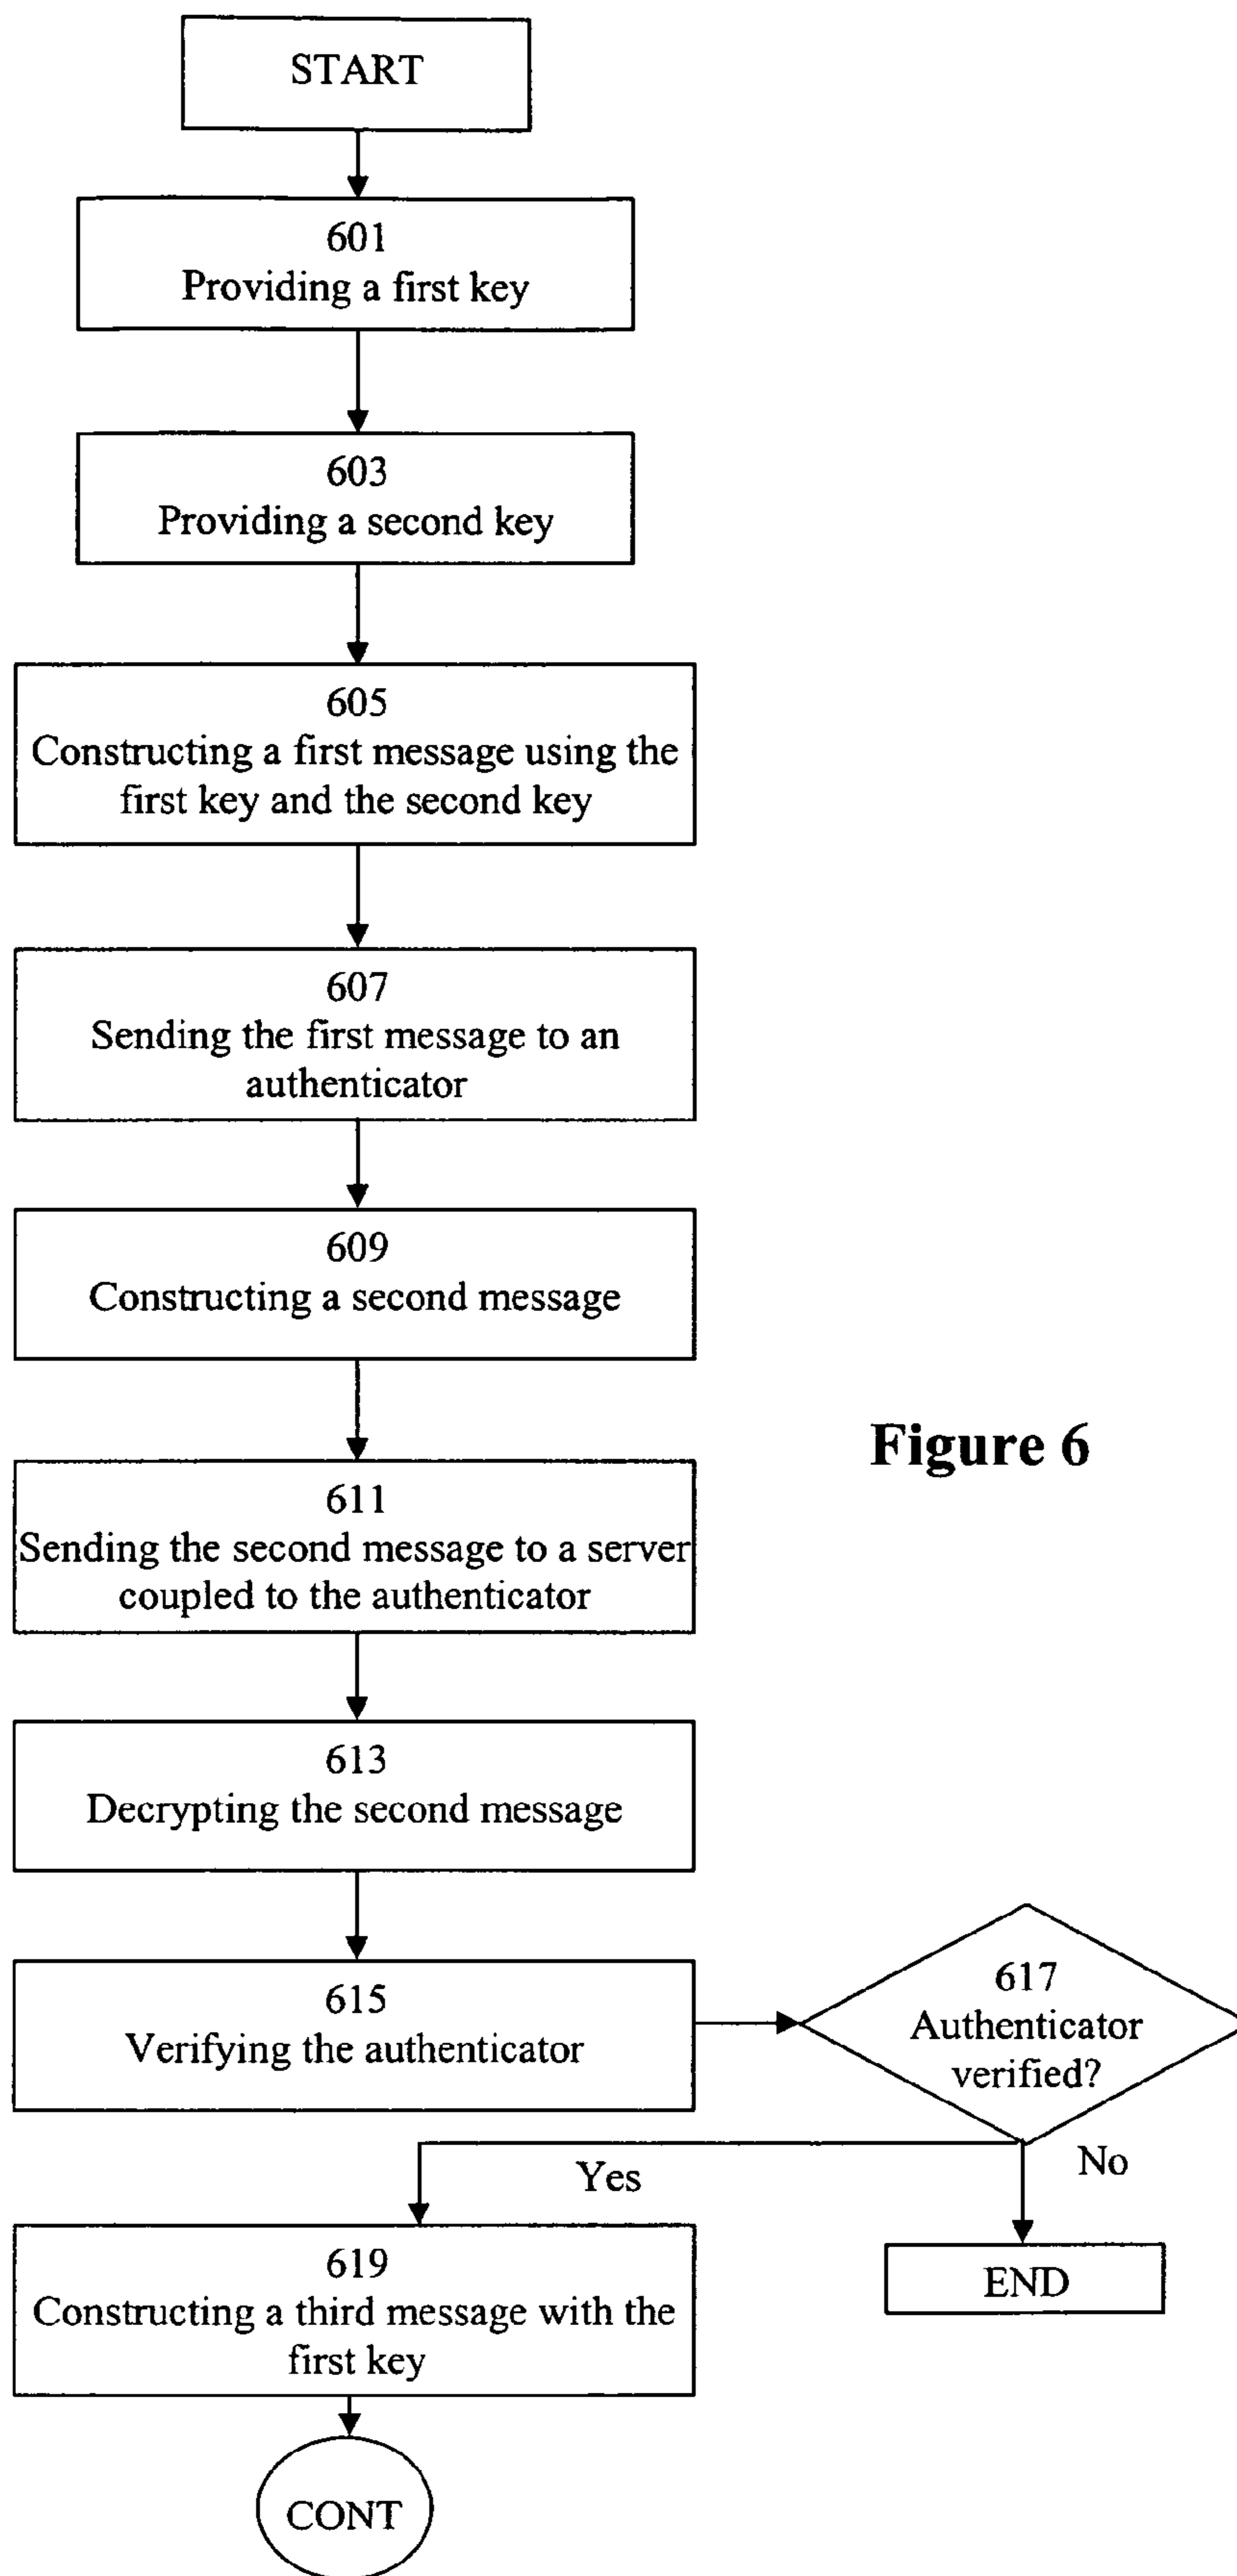 START
601
Providing a first key
603
Providing a second key
605
Constructing a first message using the
first key and the second key
607
Sending the first message to an
authenticator
609
Constructing a second message
Figure 6
611
Sending the second message to a server
coupled to the authenticator
613
Decrypting the second message
615
Verifying the authenticator
617
Authenticator
verified?
Yes
No
619
Constructing a third message with the
first key
END
CONT